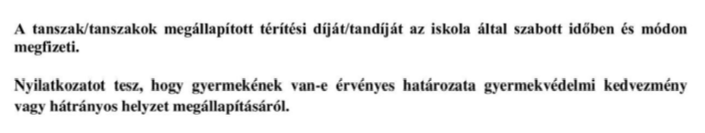 A tanszak/tanszakok megállapított térítési díját/tandíját az iskola által szabott időben és módon
megfizeti.
Nyilatkozatot tesz, hogy gyermekének van-e érvényes határozata gyermekvédelmi kedvezmény
vagy hátrányos helyzet megállapításáról.